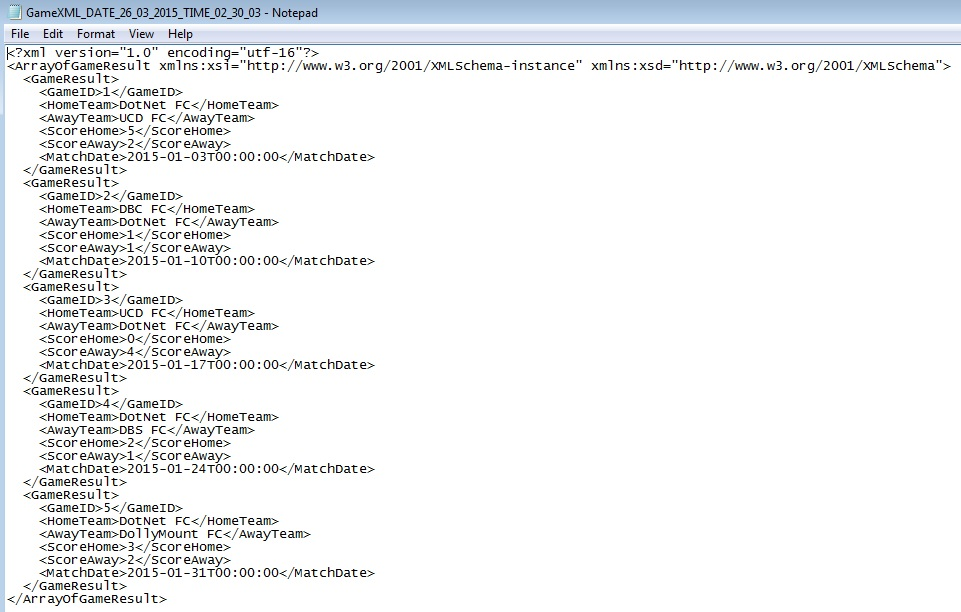 GameXML_DATE_26_03_2015_TIME_02_30_03 - Notepad
File Edit Format View Help
<?xml version="1.0" encoding="utf-16"?>
<ArrayOfGameResult xmlns:xsi="http://www.w3.org/2001/XMLSchema-instance" xmlns:xsd="http://www.w3.org/2001/XMLSchema">
  <GameResult>
    <GameID>1</GameID>
    <HomeTeam>DotNet FC</HomeTeam>
    <AwayTeam>UCD FC</AwayTeam>
    <ScoreHome>5</ScoreHome>
    <ScoreAway>2</ScoreAway>
    <MatchDate>2015-01-03T00:00:00</MatchDate>
  </GameResult>
  <GameResult>
    <GameID>2</GameID>
    <HomeTeam>DBC FC</HomeTeam>
    <AwayTeam>DotNet FC</AwayTeam>
    <ScoreHome>1</ScoreHome>
    <ScoreAway>1</ScoreAway>
    <MatchDate>2015-01-10T00:00:00</MatchDate>
  </GameResult>
  <GameResult>
    <GameID>3</GameID>
    <HomeTeam>UCD FC</HomeTeam>
    <AwayTeam>DotNet FC</AwayTeam>
    <ScoreHome>0</ScoreHome>
    <ScoreAway>4</ScoreAway>
    <MatchDate>2015-01-17T00:00:00</MatchDate>
  </GameResult>
  <GameResult>
    <GameID>4</GameID>
    <HomeTeam>DotNet FC</HomeTeam>
    <AwayTeam>DBS FC</AwayTeam>
    <ScoreHome>2</ScoreHome>
    <ScoreAway>1</ScoreAway>
    <MatchDate>2015-01-24T00:00:00</MatchDate>
  </GameResult>
  <GameResult>
    <GameID>5</GameID>
    <HomeTeam>DotNet FC</HomeTeam>
    <AwayTeam>DollyMount FC</AwayTeam>
    <ScoreHome>3</ScoreHome>
    <ScoreAway>2</ScoreAway>
    <MatchDate>2015-01-31T00:00:00</MatchDate>
  </GameResult>
</ArrayOfGameResult>